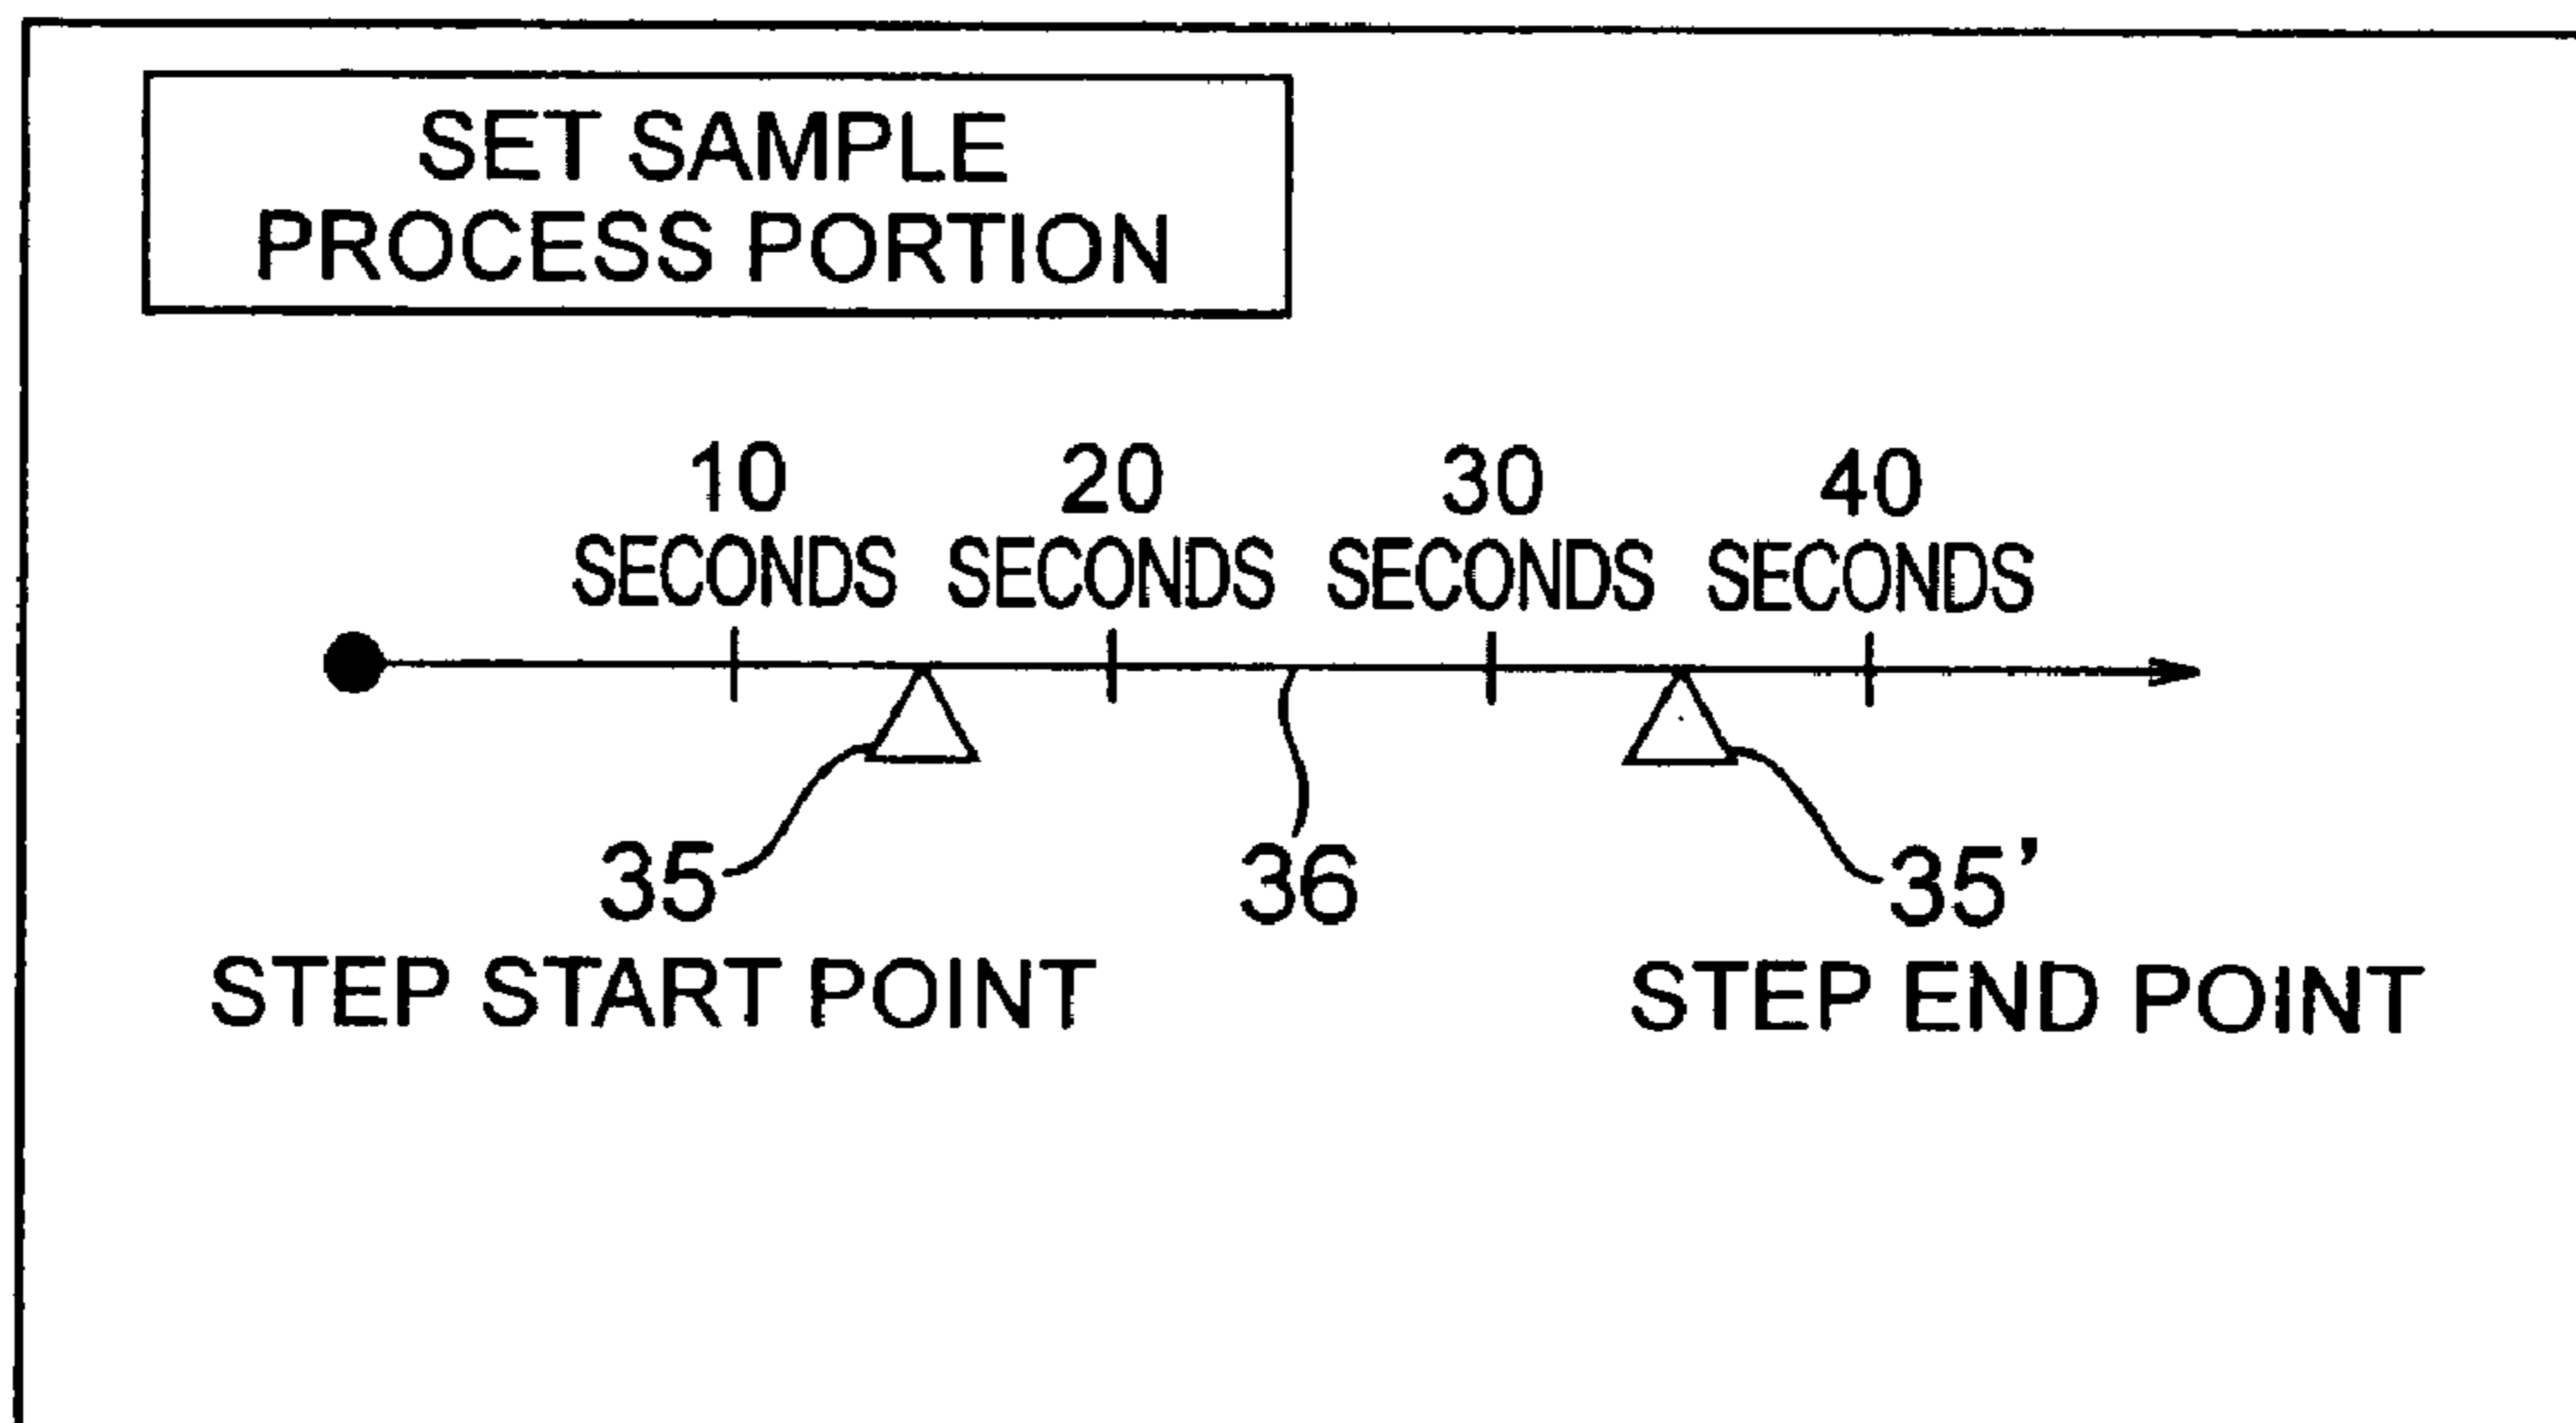 SET SAMPLE
PROCESS PORTION
10 20 30 40
SECONDS SECONDS SECONDS SECONDS
35 36 35’
STEP START POINT STEP END POINT